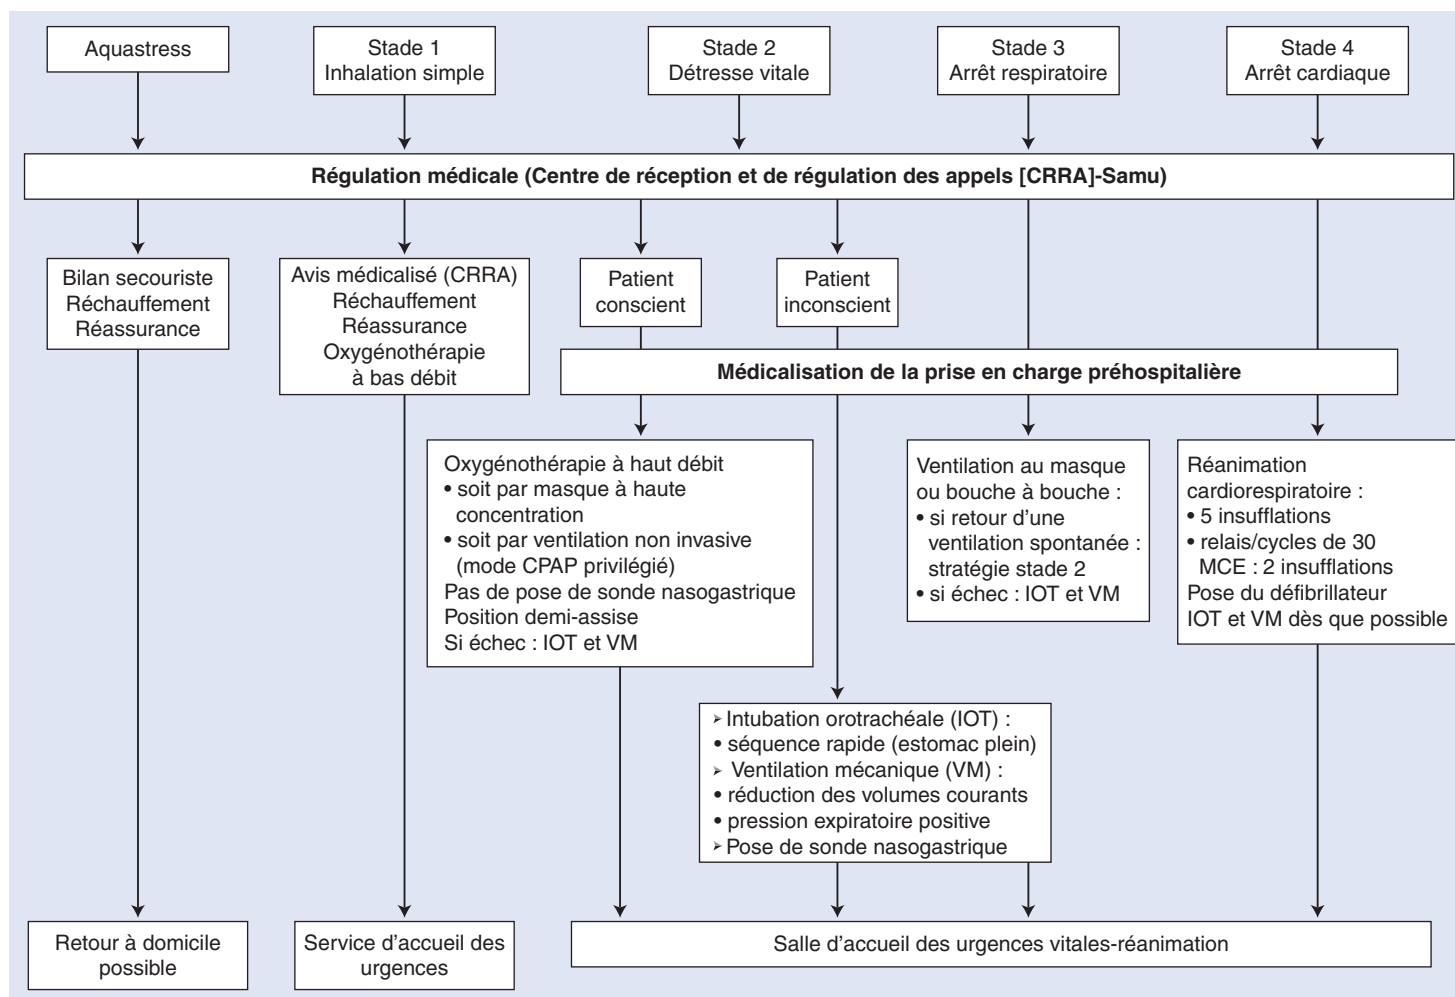 Aquastress
Stade 1
Inhalation simple
Stade 2
Détresse vitale
Stade 3
Arrêt respiratoire
Stade 4
Arrêt cardiaque
Régulation médicale (Centre de réception et de régulation des appels [CRRA]-Samu)
Bilan secouriste
Réchauffement
Réassurance
Avis médicalisé (CRRA)
Réchauffement
Réassurance
Oxygénothérapie
à bas débit
Patient
conscient
Patient
inconscient
Médicalisation de la prise en charge préhospitalière
Oxygénothérapie à haut débit
• soit par masque à haute
concentration
• soit par ventilation non invasive
(mode CPAP privilégié)
Pas de pose de sonde nasogastrique
Position demi-assise
Si échec : IOT et VM
Ventilation au masque
ou bouche à bouche :
• si retour d'une
ventilation spontanée :
stratégie stade 2
• si échec : IOT et VM
Réanimation
cardiorespiratoire :
• 5 insufflations
• relais/cycles de 30
MCE : 2 insufflations
Pose du défibrillateur
IOT et VM dès que possible
➢ Intubation orotrachéale (IOT) :
• séquence rapide (estomac plein)
➢ Ventilation mécanique (VM) :
• réduction des volumes courants
• pression expiratoire positive
➢ Pose de sonde nasogastrique
Retour à domicile
possible
Service d'accueil des
urgences
Salle d'accueil des urgences vitales-réanimation